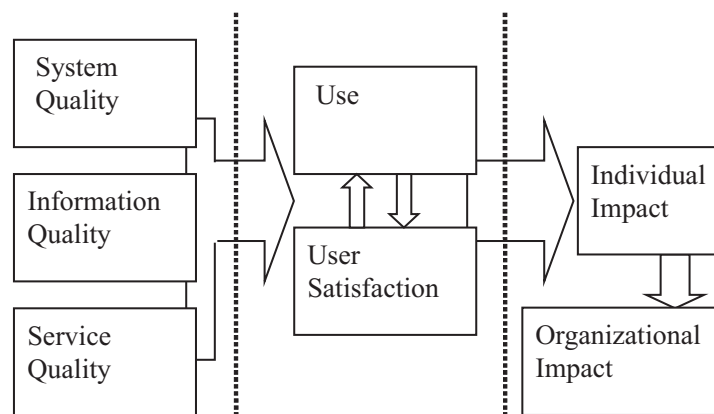 System
Quality
Information
Quality
Service
Quality
Use
User
Satisfaction
Individual
Impact
Organizational
Impact